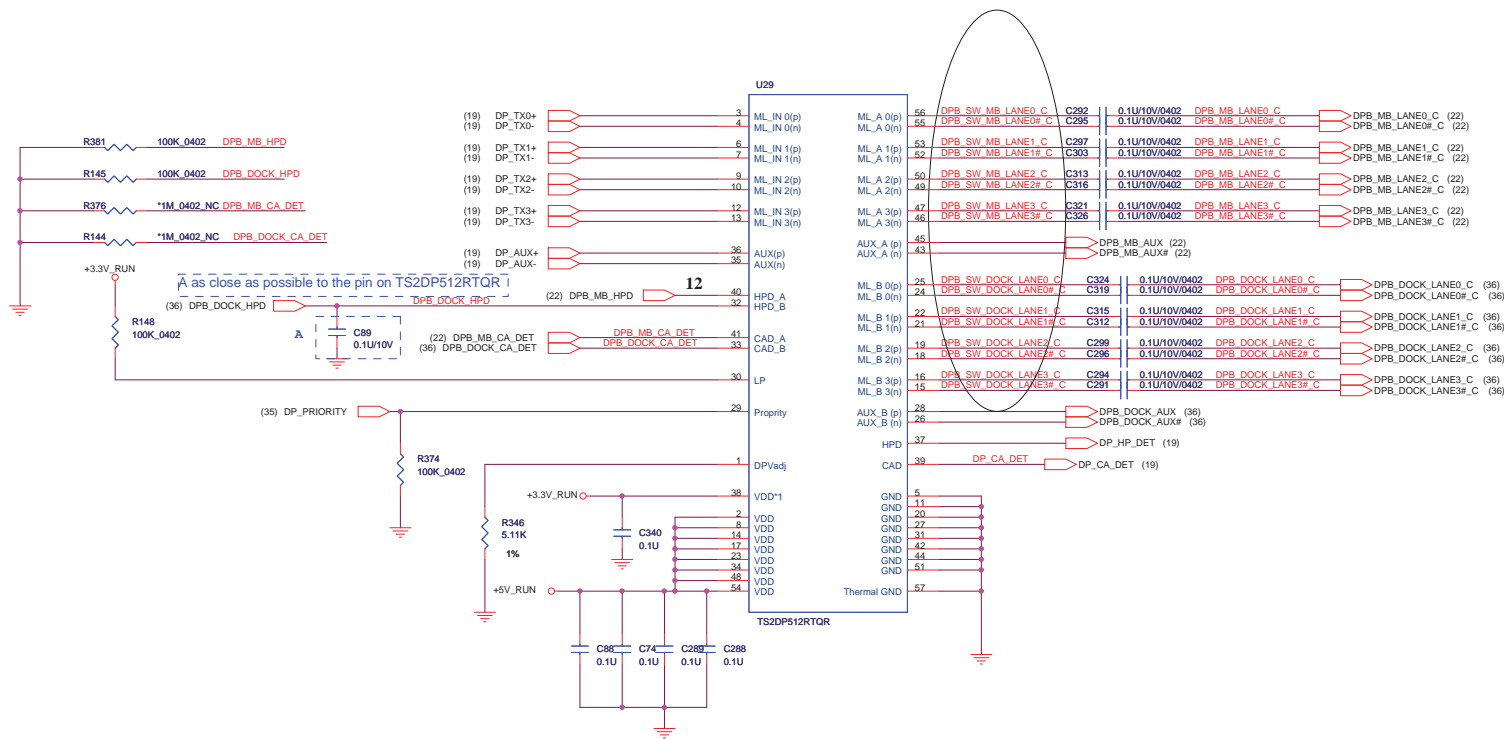 U29
(19) DP_TX0+ 3 ML_IN 0(p) ML_A 0(p) 56 DPB_SW_MB_LANE0_C C292 0.1U/10V/0402 DPB_MB_LANE0_C DPB_MB_LANE0_C (22)
(19) DP_TX0- 4 ML_IN 0(n) ML_A 0(n) 55 DPB_SW_MB_LANE0#_C C295 0.1U/10V/0402 DPB_MB_LANE0#_C DPB_MB_LANE0#_C (22)
R381 100K_0402 DPB_MB_HPD
(19) DP_TX1+ 6 ML_IN 1(p) ML_A 1(p) 53 DPB_SW_MB_LANE1_C C297 0.1U/10V/0402 DPB_MB_LANE1_C DPB_MB_LANE1_C (22)
(19) DP_TX1- 7 ML_IN 1(n) ML_A 1(n) 52 DPB_SW_MB_LANE1#_C C303 0.1U/10V/0402 DPB_MB_LANE1#_C DPB_MB_LANE1#_C (22)
R145 100K_0402 DPB_DOCK_HPD
(19) DP_TX2+ 9 ML_IN 2(p) ML_A 2(p) 50 DPB_SW_MB_LANE2_C C313 0.1U/10V/0402 DPB_MB_LANE2_C DPB_MB_LANE2_C (22)
(19) DP_TX2- 10 ML_IN 2(n) ML_A 2(n) 49 DPB_SW_MB_LANE2#_C C316 0.1U/10V/0402 DPB_MB_LANE2#_C DPB_MB_LANE2#_C (22)
R376 *1M_0402_NC DPB_MB_CA_DET
(19) DP_TX3+ 12 ML_IN 3(p) ML_A 3(p) 47 DPB_SW_MB_LANE3_C C321 0.1U/10V/0402 DPB_MB_LANE3_C DPB_MB_LANE3_C (22)
(19) DP_TX3- 13 ML_IN 3(n) ML_A 3(n) 46 DPB_SW_MB_LANE3#_C C326 0.1U/10V/0402 DPB_MB_LANE3#_C DPB_MB_LANE3#_C (22)
R144 *1M_0402_NC DPB_DOCK_CA_DET
AUX_A (p) 45 DPB_MB_AUX (22)
(19) DP_AUX+ 36 AUX(p) AUX_A (n) 43 DPB_MB_AUX# (22)
(19) DP_AUX- 35 AUX(n)
+3.3V_RUN
A as close as possible to the pin on TS2DP512RTQR
12
ML_B 0(p) 25 DPB_SW_DOCK_LANE0_C C324 0.1U/10V/0402 DPB_DOCK_LANE0_C DPB_DOCK_LANE0_C (36)
(22) DPB_MB_HPD 40 HPD_A ML_B 0(n) 24 DPB_SW_DOCK_LANE0#_C C319 0.1U/10V/0402 DPB_DOCK_LANE0#_C DPB_DOCK_LANE0#_C (36)
(36) DPB_DOCK_HPD DPB_DOCK_HPD 32 HPD_B
ML_B 1(p) 22 DPB_SW_DOCK_LANE1_C C315 0.1U/10V/0402 DPB_DOCK_LANE1_C DPB_DOCK_LANE1_C (36)
ML_B 1(n) 21 DPB_SW_DOCK_LANE1#_C C312 0.1U/10V/0402 DPB_DOCK_LANE1#_C DPB_DOCK_LANE1#_C (36)
R148
100K_0402
A
C89
0.1U/10V
(22) DPB_MB_CA_DET DPB_MB_CA_DET 41 CAD_A
(36) DPB_DOCK_CA_DET DPB_DOCK_CA_DET 33 CAD_B
ML_B 2(p) 19 DPB_SW_DOCK_LANE2_C C299 0.1U/10V/0402 DPB_DOCK_LANE2_C DPB_DOCK_LANE2_C (36)
ML_B 2(n) 18 DPB_SW_DOCK_LANE2#_C C296 0.1U/10V/0402 DPB_DOCK_LANE2#_C DPB_DOCK_LANE2#_C (36)
30 LP ML_B 3(p) 16 DPB_SW_DOCK_LANE3_C C294 0.1U/10V/0402 DPB_DOCK_LANE3_C DPB_DOCK_LANE3_C (36)
ML_B 3(n) 15 DPB_SW_DOCK_LANE3#_C C291 0.1U/10V/0402 DPB_DOCK_LANE3#_C DPB_DOCK_LANE3#_C (36)
(35) DP_PRIORITY 29 Proprity AUX_B (p) 28 DPB_DOCK_AUX (36)
AUX_B (n) 26 DPB_DOCK_AUX# (36)
HPD 37 DP_HP_DET (19)
R374
100K_0402
1 DPVadj CAD 39 DP_CA_DET DP_CA_DET (19)
+3.3V_RUN 38 VDD*1 GND 5
GND 11
2 VDD GND 20
8 VDD GND 27
14 VDD GND 31
17 VDD GND 42
23 VDD GND 44
34 VDD GND 51
48 VDD
54 VDD Thermal GND 57
R346
5.11K
1%
C340
0.1U
+5V_RUN
TS2DP512RTQR
C88 C74 C289 C288
0.1U 0.1U 0.1U 0.1U